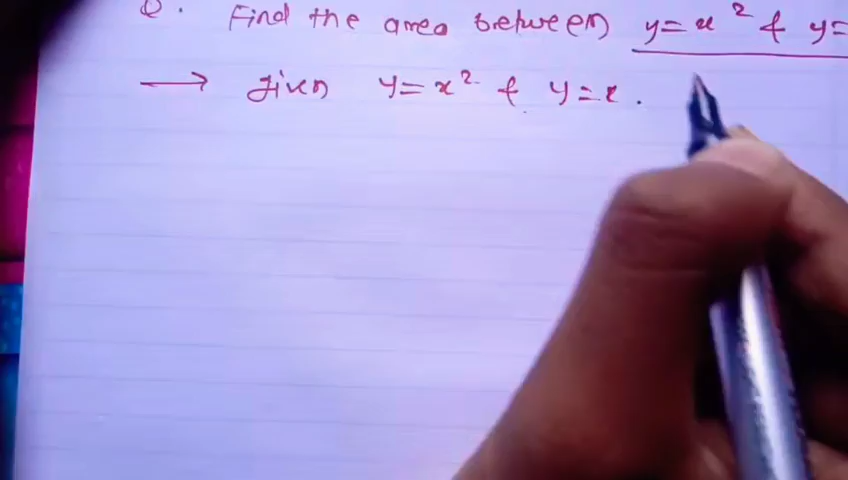 Q. Find the area between y=x² & y=
→ given y=x² & y=x.